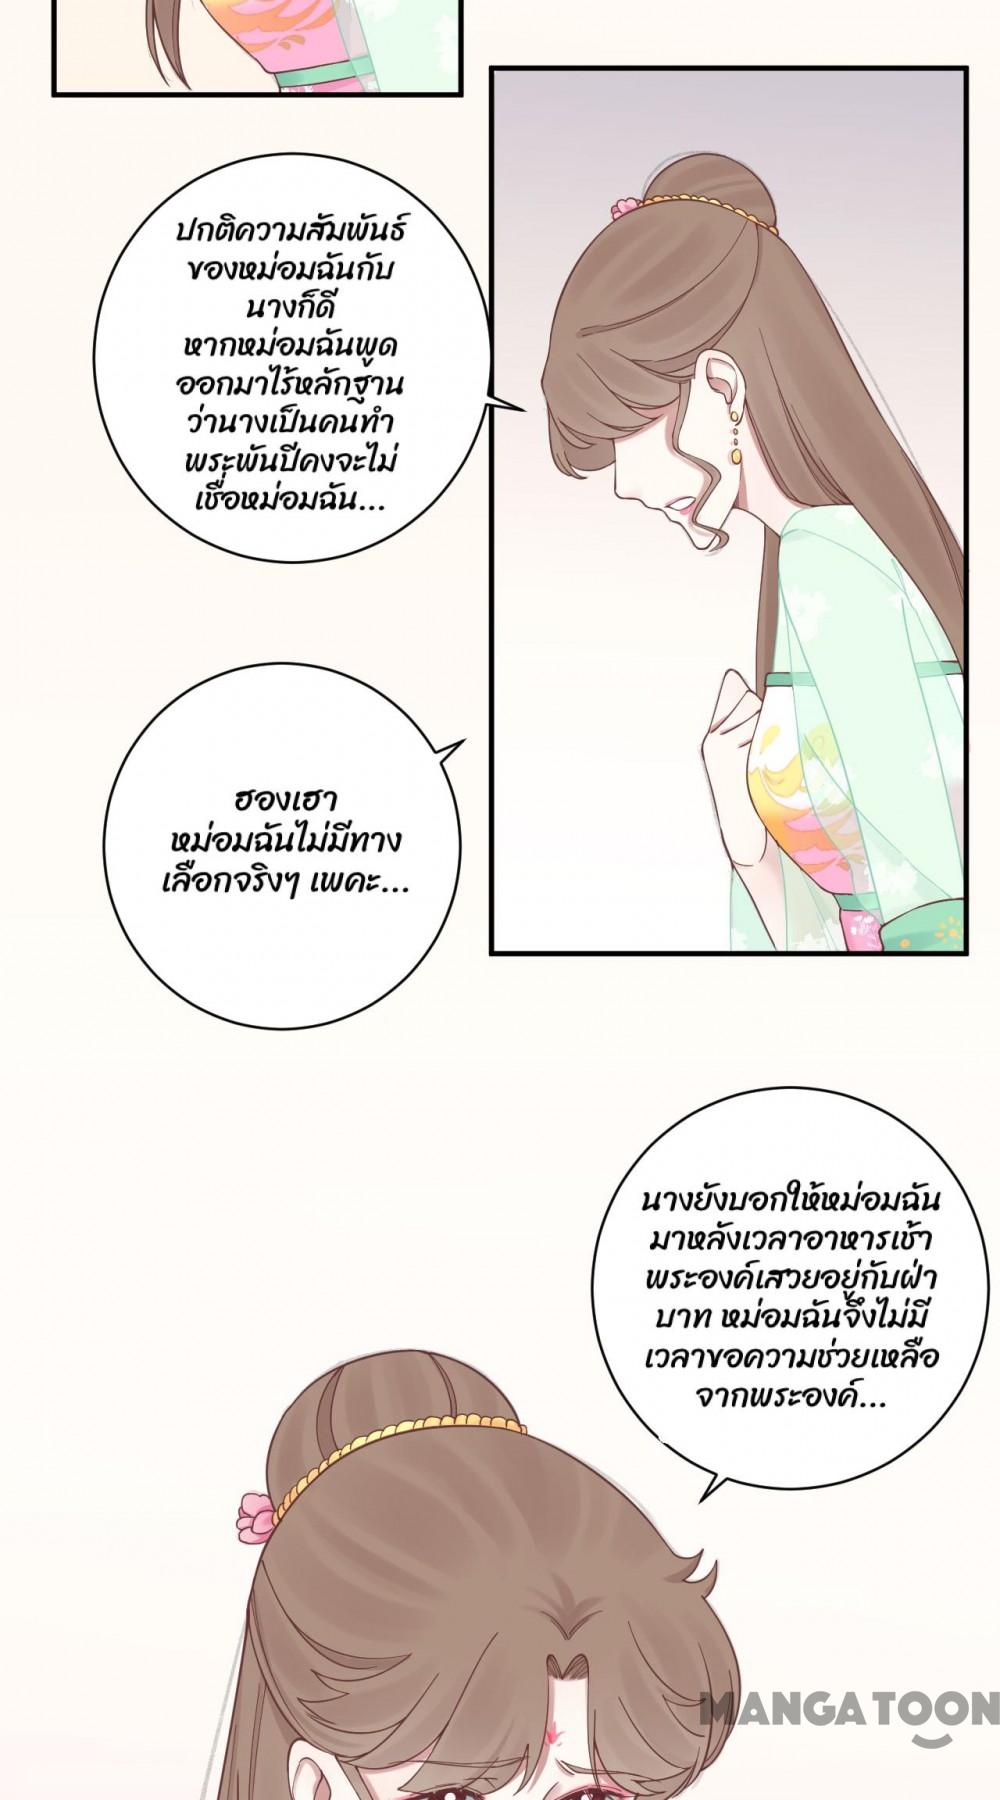 ปกติความสัมพันธ์
ของหม่อมฉันกับ
นางก็ดี
หากหม่อมฉันพูด
ออกมาไร้หลักฐาน
ว่านางเป็นคนทำ
พระพันปีคงจะไม่
เชื่อหม่อมฉัน...
ฮองเฮา
หม่อมฉันไม่มีทาง
เลือกจริงๆ เพคะ...
นางยังบอกให้หม่อมฉัน
มาหลังเวลาอาหารเช้า
พระองค์เสวยอยู่กับฝ่า
บาท หม่อมฉันจึงไม่มี
เวลาขอความช่วยเหลือ
จากพระองค์...
MANGATOON